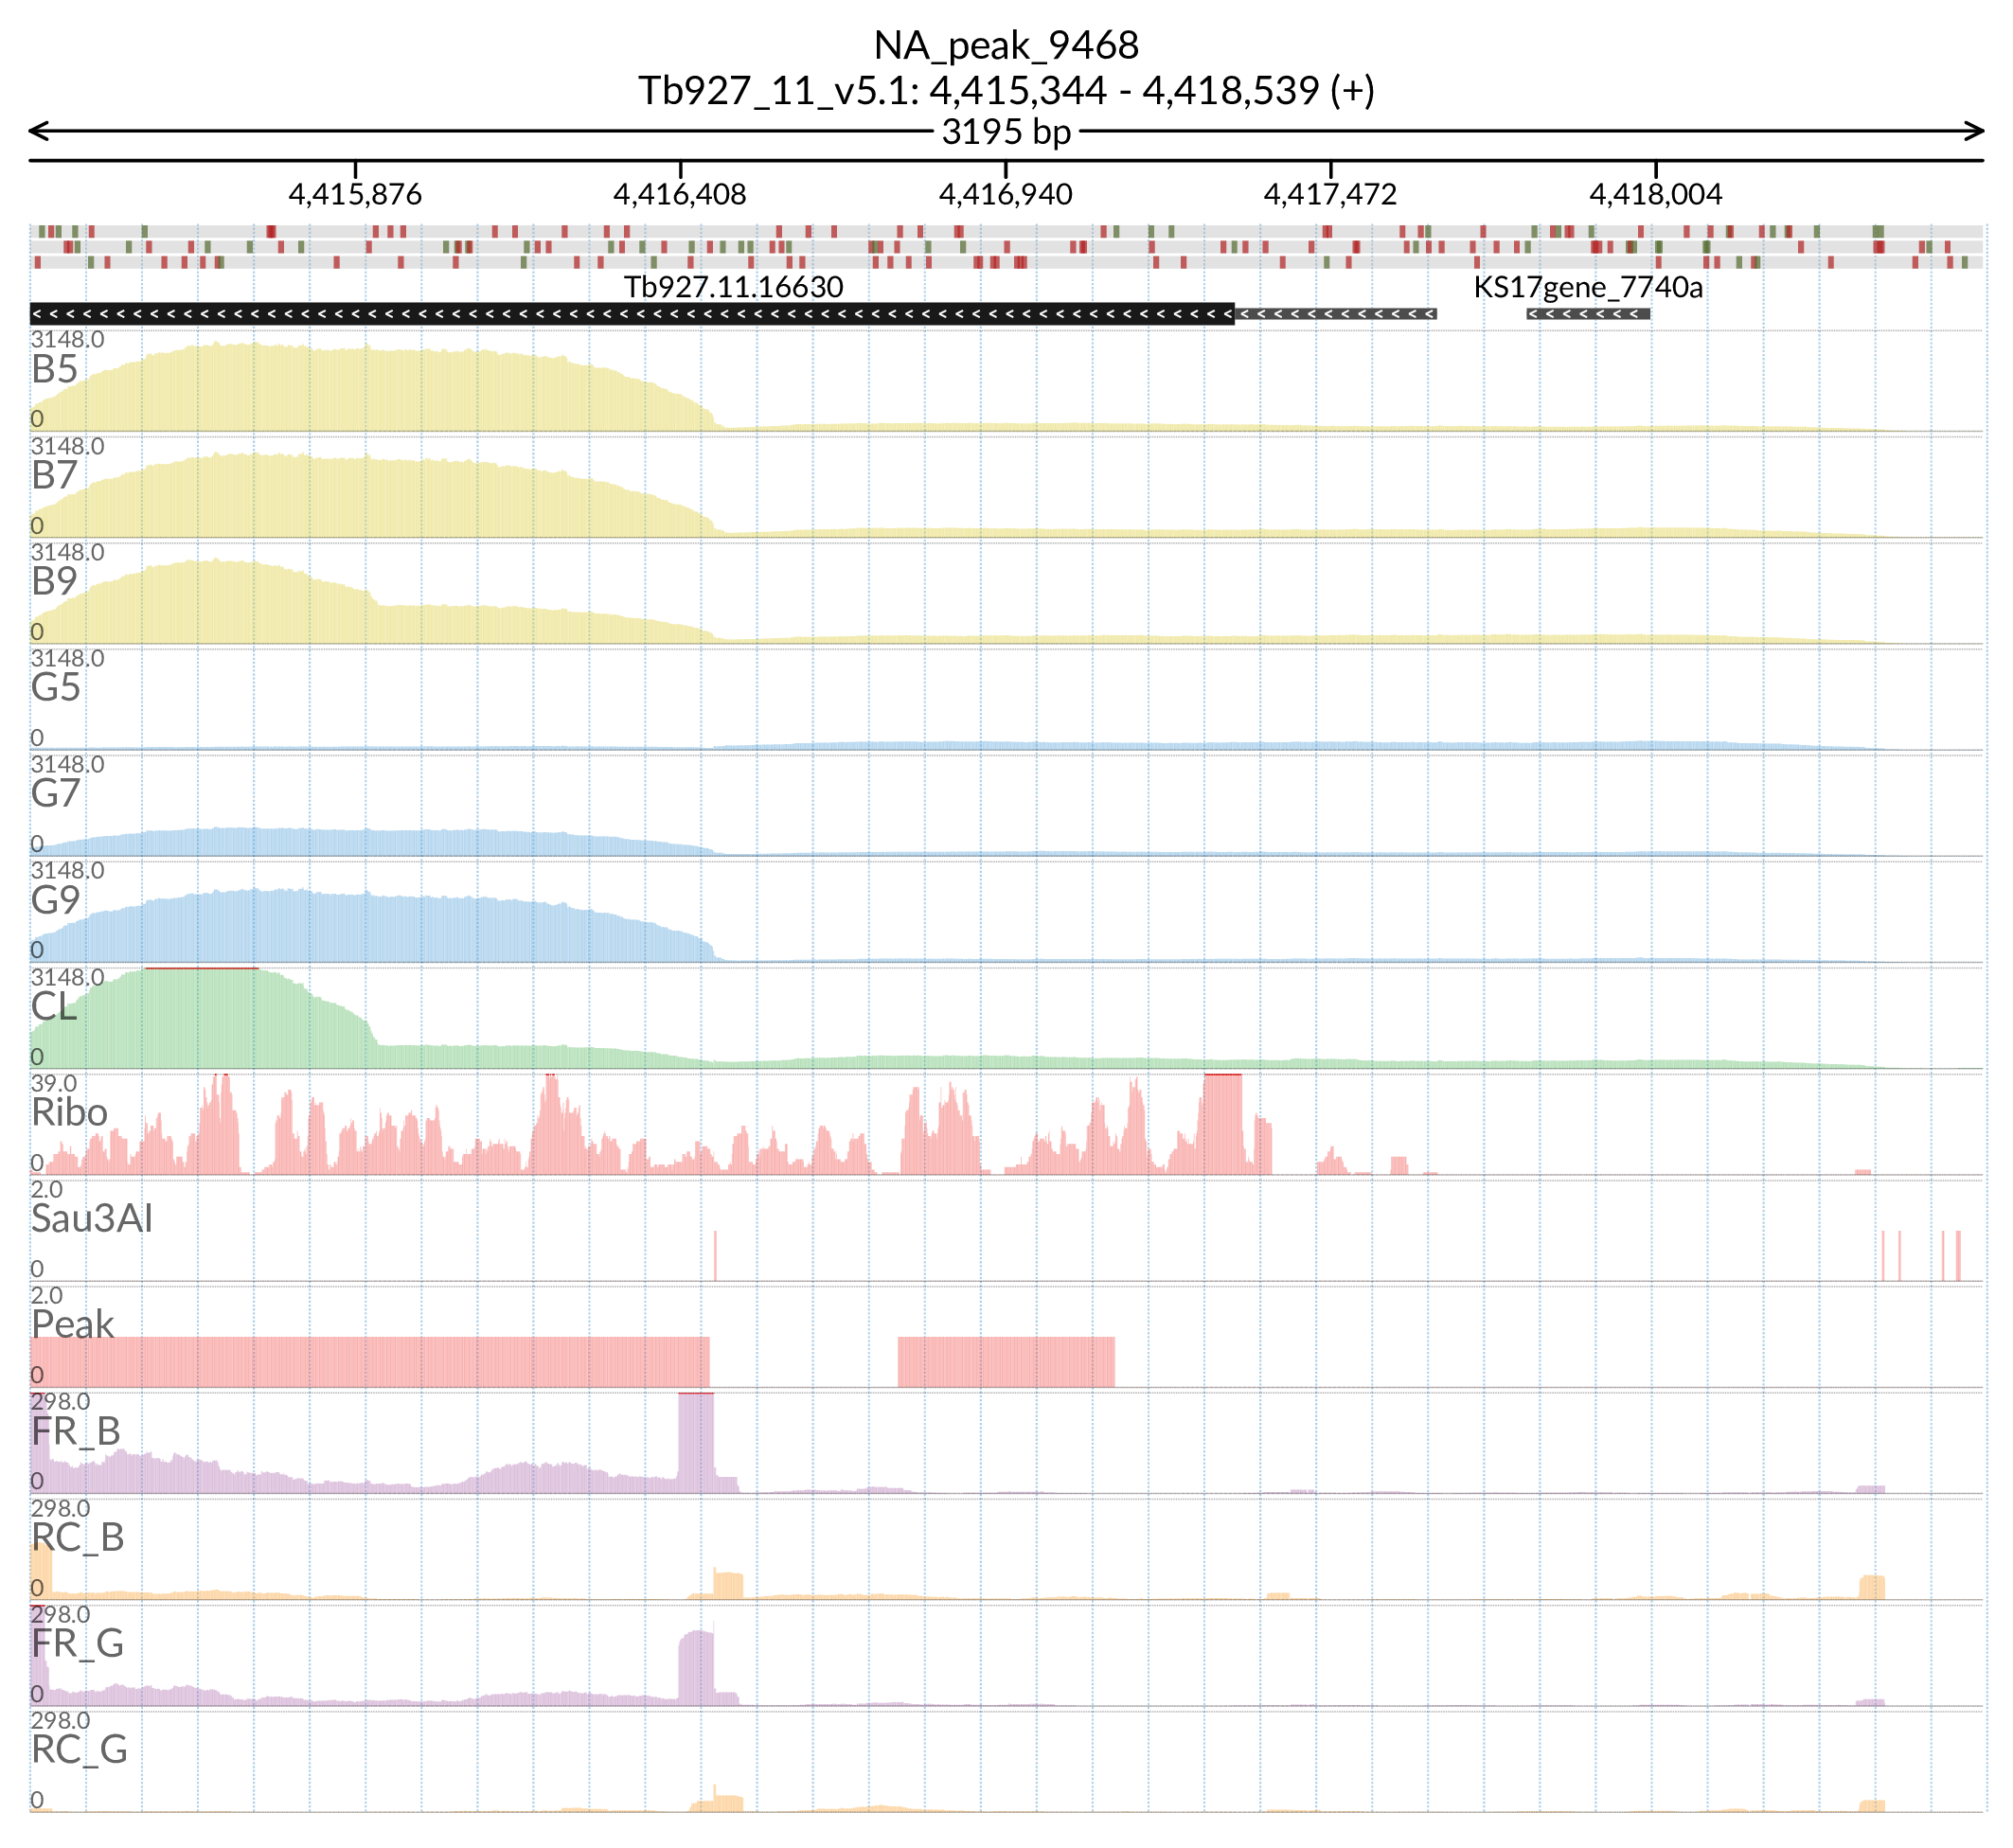 NA_peak_9468
Tb927_11_v5.1: 4,415,344 - 4,418,539 (+)
3195 bp
4,415,876 4,416,408 4,416,940 4,417,472 4,418,004
Tb927.11.16630 KS17gene_7740a
3148.0
B5
0
3148.0
B7
0
3148.0
B9
0
3148.0
G5
0
3148.0
G7
0
3148.0
G9
0
3148.0
CL
0
39.0
Ribo
0
2.0
Sau3AI
0
2.0
Peak
0
298.0
FR_B
0
298.0
RC_B
0
298.0
FR_G
0
298.0
RC_G
0